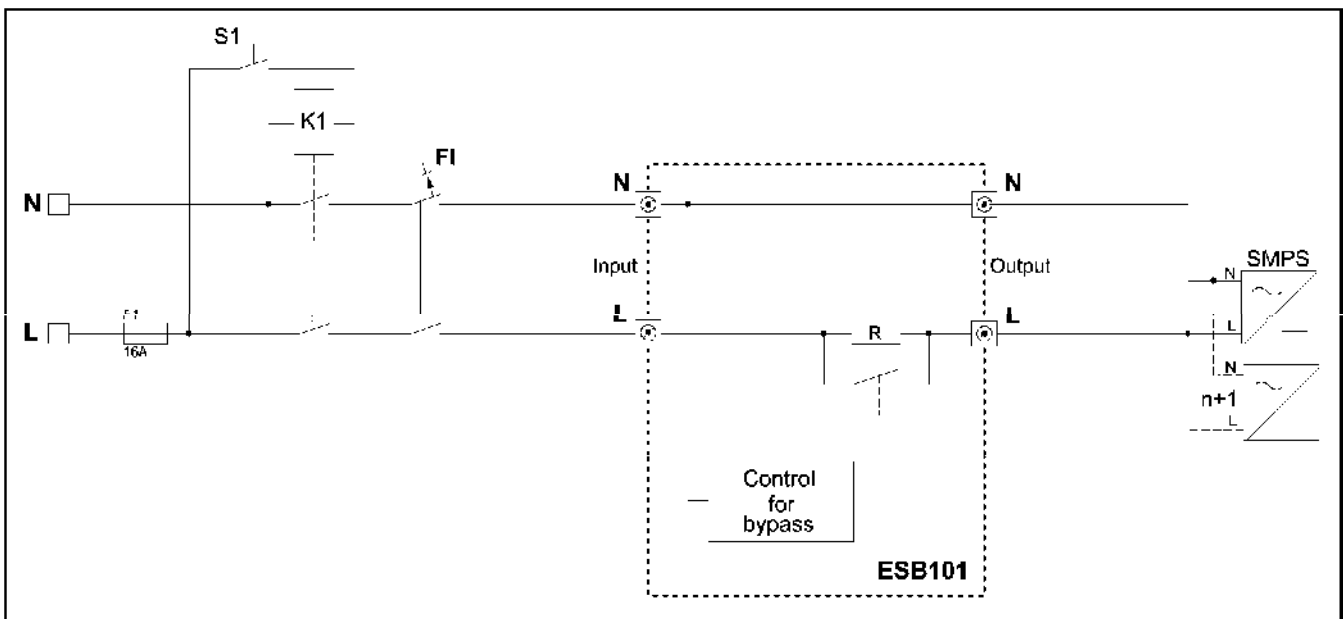 S1
K1
FI
N
N
N
Input
Output
SMPS
N
L
F1
16A
L
R
L
L
N
n+1
L
Control
for
bypass
ESB101